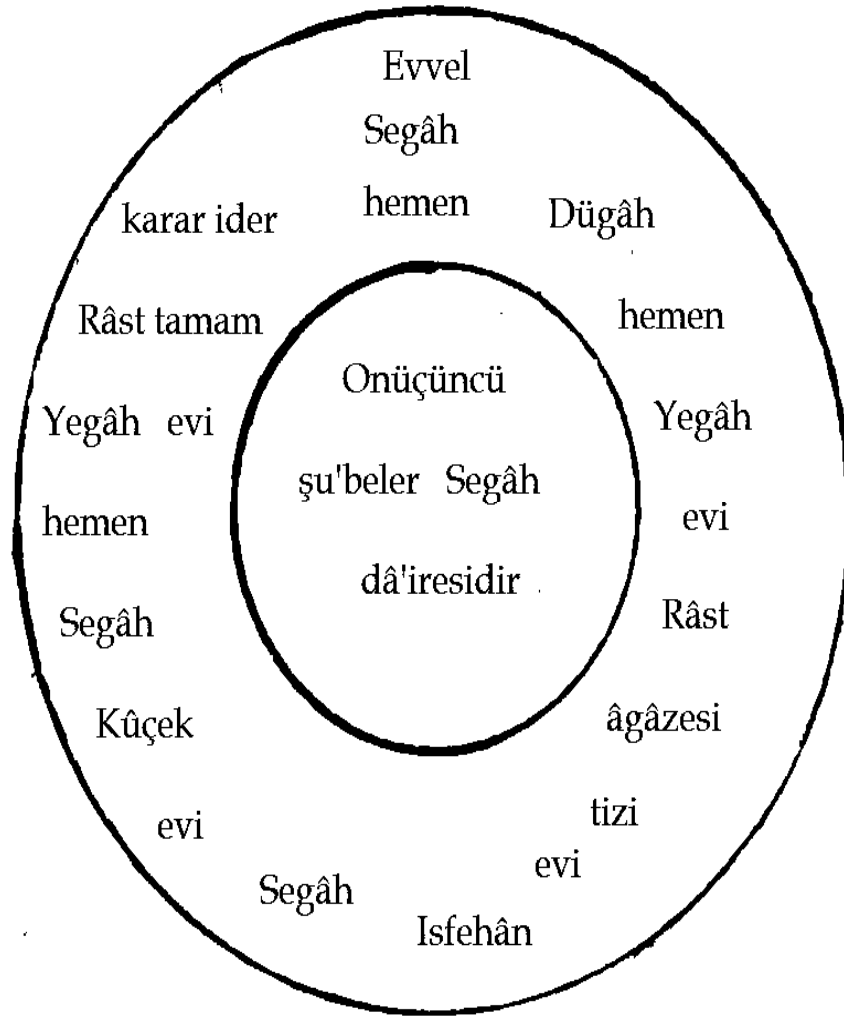 Evvel
Segâh
hemen
Dügâh
hemen
Yegâh
evi
Râst
âgâzesi
tizi
evi
Isfehân
Segâh
evi
Kûçek
Segâh
hemen
Yegâh evi
Râst tamam
karar ider
Onüçüncü
şu'beler Segâh
dâ'iresidir